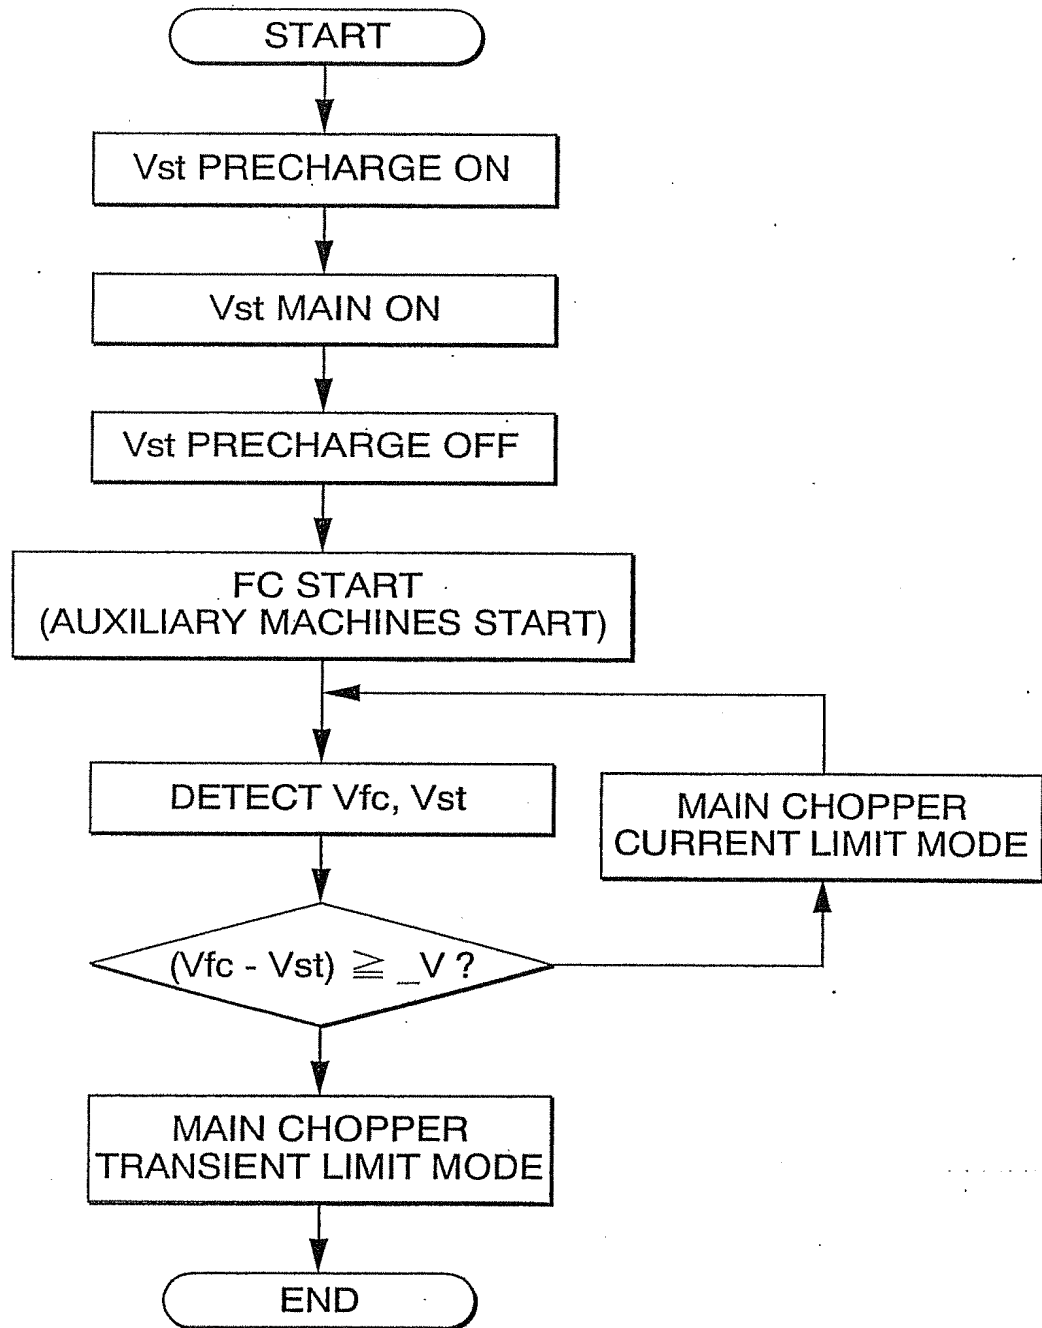 START
Vst PRECHARGE ON
Vst MAIN ON
Vst PRECHARGE OFF
FC START
(AUXILIARY MACHINES START)
DETECT Vfc, Vst
MAIN CHOPPER
CURRENT LIMIT MODE
(Vfc - Vst) ≧ _V ?
MAIN CHOPPER
TRANSIENT LIMIT MODE
END